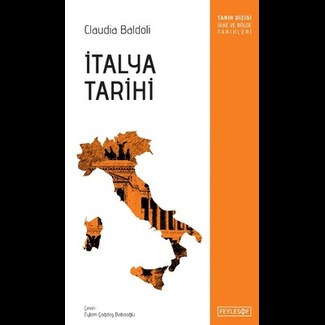 Claudia Baldoli
TARİH DİZİSİ
ÜLKE VE BÖLGE
TARİHLERİ
İTALYA
TARİHİ
Çeviri
Eylem Çağdaş Babaoğlu
FEYLESOF